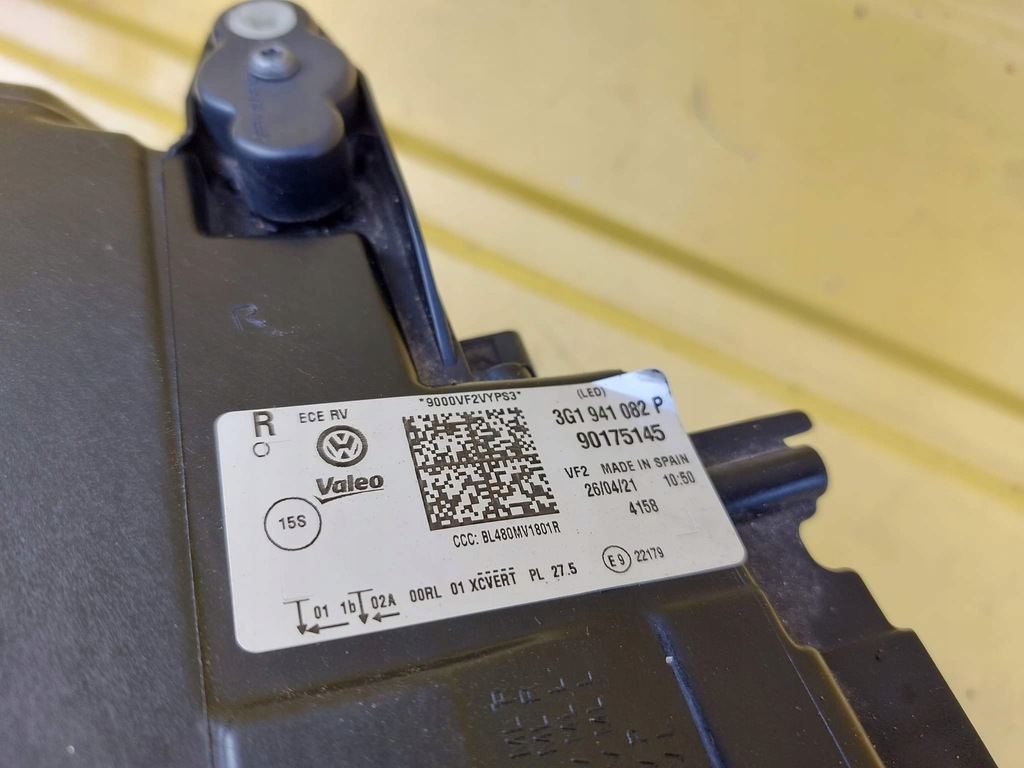 R
R ECE RV
VW
Valeo
15S
*9000VF2VYPS3*
CCC: BL480MV1801R
(LED)
3G1 941 082 P
90175145
VF2 MADE IN SPAIN
26/04/21 10:50
4158
E9 22179
01 1b 02A 00RL 01 XCVERT PL 27.5